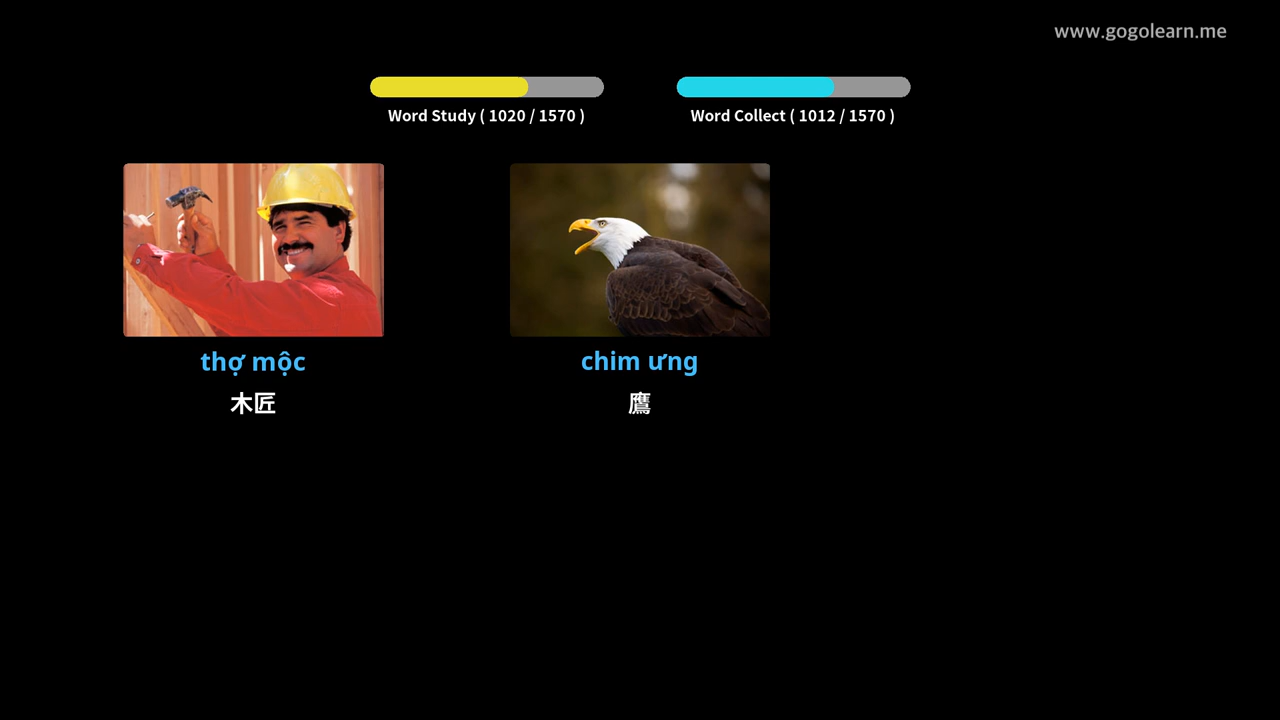 www.gogolearn.me
Word Study ( 1020 / 1570 )
Word Collect ( 1012 / 1570 )
thợ mộc
chim ưng
木匠
鷹